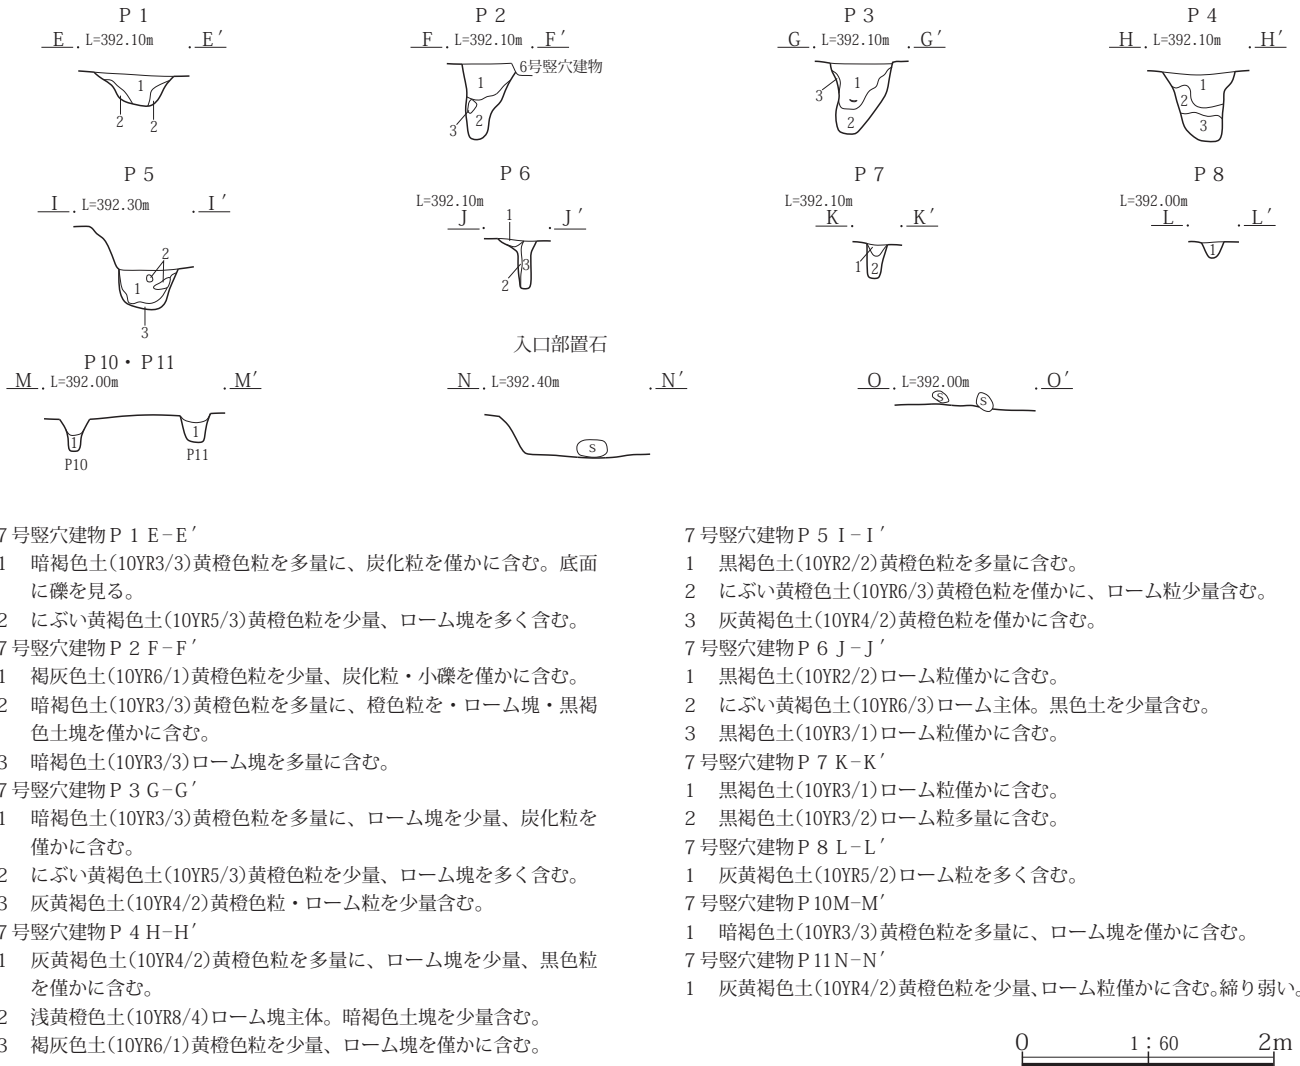 P 1
E . L=392.10m . E′
1
2 2
P 2
F . L=392.10m . F′
6号竪穴建物
1
2
3
P 3
G . L=392.10m . G′
1
3
2
P 4
H . L=392.10m . H′
1
2
3
P 5
I . L=392.30m . I′
2
1
3
P 6
L=392.10m
J . 1 . J′
3
2
P 7
L=392.10m
K . . K′
1 2
P 8
L=392.00m
L . . L′
1
P10・P11
M . L=392.00m . M′
1 1
P10 P11
入口部置石
N . L=392.40m . N′
S
O . L=392.00m . O′
S S
7号竪穴建物P 1 E-E′
1 暗褐色土(10YR3/3)黄橙色粒を多量に、炭化粒を僅かに含む。底面
に礫を見る。
2 にぶい黄褐色土(10YR5/3)黄橙色粒を少量、ローム塊を多く含む。
7号竪穴建物P 2 F-F′
1 褐灰色土(10YR6/1)黄橙色粒を少量、炭化粒・小礫を僅かに含む。
2 暗褐色土(10YR3/3)黄橙色粒を多量に、橙色粒を・ローム塊・黒褐
色土塊を僅かに含む。
3 暗褐色土(10YR3/3)ローム塊を多量に含む。
7号竪穴建物P 3 G-G′
1 暗褐色土(10YR3/3)黄橙色粒を多量に、ローム塊を少量、炭化粒を
僅かに含む。
2 にぶい黄褐色土(10YR5/3)黄橙色粒を少量、ローム塊を多く含む。
3 灰黄褐色土(10YR4/2)黄橙色粒・ローム粒を少量含む。
7号竪穴建物P 4 H-H′
1 灰黄褐色土(10YR4/2)黄橙色粒を多量に、ローム塊を少量、黒色粒
を僅かに含む。
2 浅黄橙色土(10YR8/4)ローム塊主体。暗褐色土塊を少量含む。
3 褐灰色土(10YR6/1)黄橙色粒を少量、ローム塊を僅かに含む。
7号竪穴建物P 5 I-I′
1 黒褐色土(10YR2/2)黄橙色粒を多量に含む。
2 にぶい黄橙色土(10YR6/3)黄橙色粒を僅かに、ローム粒少量含む。
3 灰黄褐色土(10YR4/2)黄橙色粒を僅かに含む。
7号竪穴建物P 6 J-J′
1 黒褐色土(10YR2/2)ローム粒僅かに含む。
2 にぶい黄褐色土(10YR6/3)ローム主体。黒色土を少量含む。
3 黒褐色土(10YR3/1)ローム粒僅かに含む。
7号竪穴建物P 7 K-K′
1 黒褐色土(10YR3/1)ローム粒僅かに含む。
2 黒褐色土(10YR3/2)ローム粒多量に含む。
7号竪穴建物P 8 L-L′
1 灰黄褐色土(10YR5/2)ローム粒を多く含む。
7号竪穴建物P10M-M′
1 暗褐色土(10YR3/3)黄橙色粒を多量に、ローム塊を僅かに含む。
7号竪穴建物P11N-N′
1 灰黄褐色土(10YR4/2)黄橙色粒を少量、ローム粒僅かに含む。締り弱い。
0 1：60 2m